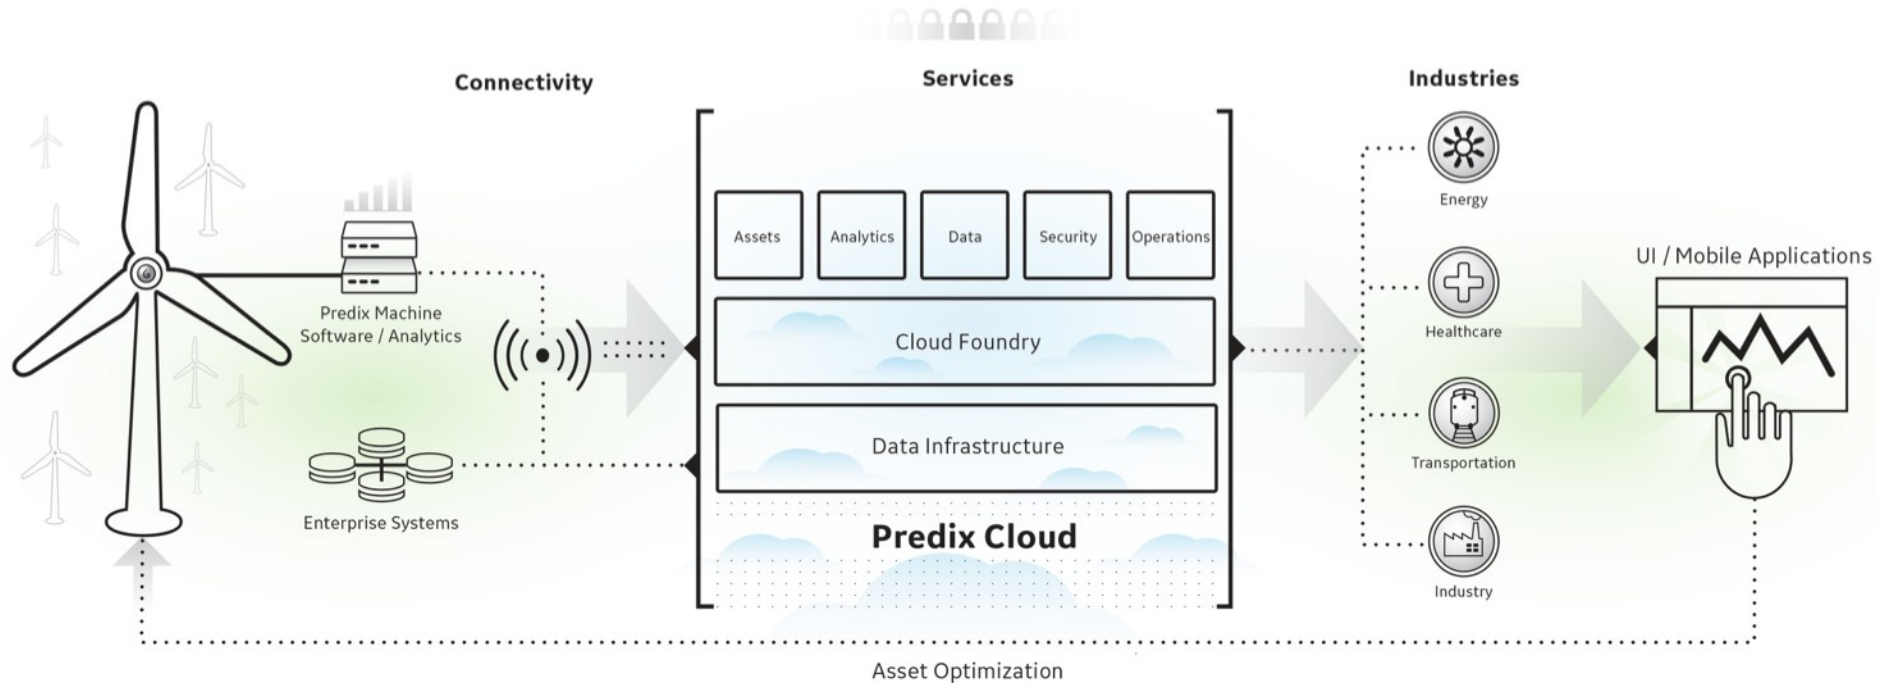 Connectivity
Services
Industries
Predix Machine
Software / Analytics
Enterprise Systems
Assets
Analytics
Data
Security
Operations
Cloud Foundry
Data Infrastructure
Predix Cloud
Energy
Healthcare
Transportation
Industry
UI / Mobile Applications
Asset Optimization